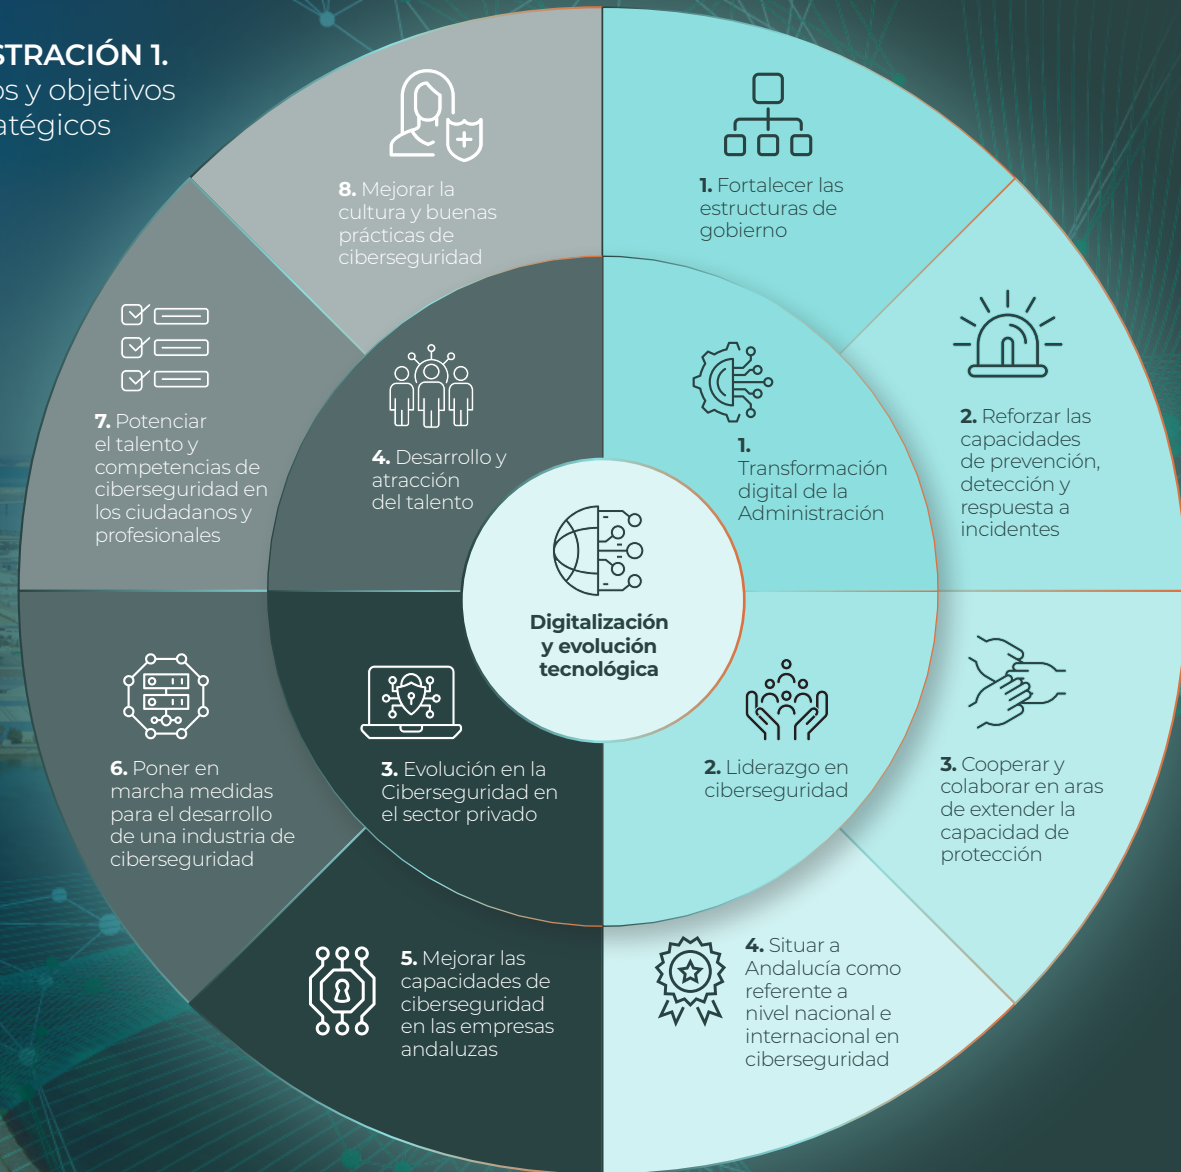 STRACIÓN 1.
os y objetivos
atégicos
8. Mejorar la
cultura y buenas
prácticas de
ciberseguridad
1. Fortalecer las
estructuras de
gobierno
7. Potenciar
el talento y
competencias de
ciberseguridad en
los ciudadanos y
profesionales
4. Desarrollo y
atracción
del talento
1.
Transformación
digital de la
Administración
2. Reforzar las
capacidades
de prevención,
detección y
respuesta a
incidentes
Digitalización
y evolución
tecnológica
6. Poner en
marcha medidas
para el desarrollo
de una industria de
ciberseguridad
3. Evolución en la
Ciberseguridad en
el sector privado
2. Liderazgo en
ciberseguridad
3. Cooperar y
colaborar en aras
de extender la
capacidad de
protección
5. Mejorar las
capacidades de
ciberseguridad
en las empresas
andaluzas
4. Situar a
Andalucía como
referente a
nivel nacional e
internacional en
ciberseguridad